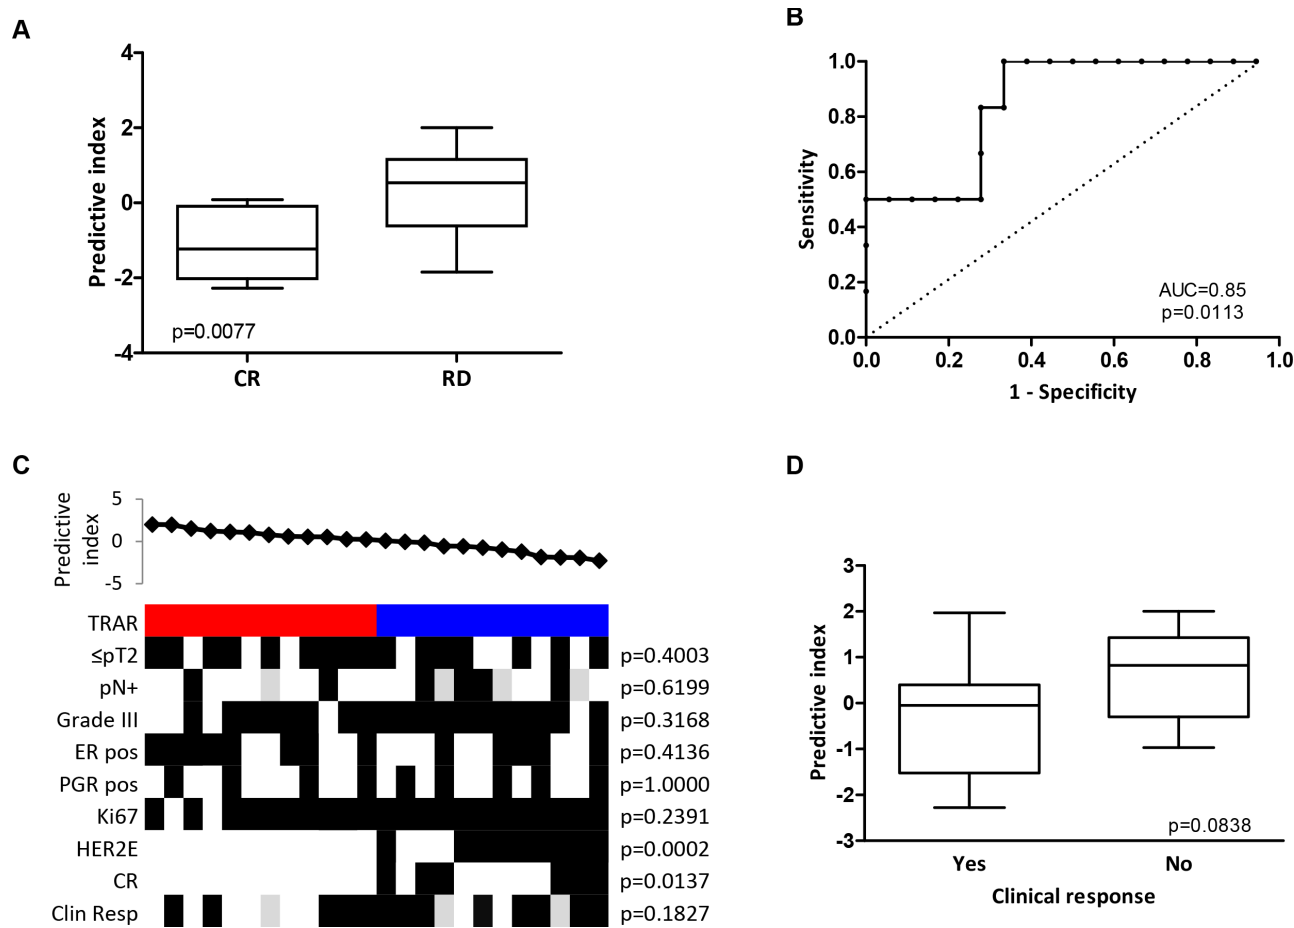 A
4
2
0
-2
-4
Predictive index
p=0.0077
CR
RD
B
1.0
0.8
0.6
0.4
0.2
0.0
Sensitivity
AUC=0.85
p=0.0113
0.0
0.2
0.4
0.6
0.8
1.0
1 - Specificity
C
Predictive
index
5
0
-5
TRAR
≤pT2
p=0.4003
pN+
p=0.6199
Grade III
p=0.3168
ER pos
p=0.4136
PGR pos
p=1.0000
Ki67
p=0.2391
HER2E
p=0.0002
CR
p=0.0137
Clin Resp
p=0.1827
D
3
2
1
0
-1
-2
-3
Predictive index
p=0.0838
Yes
No
Clinical response